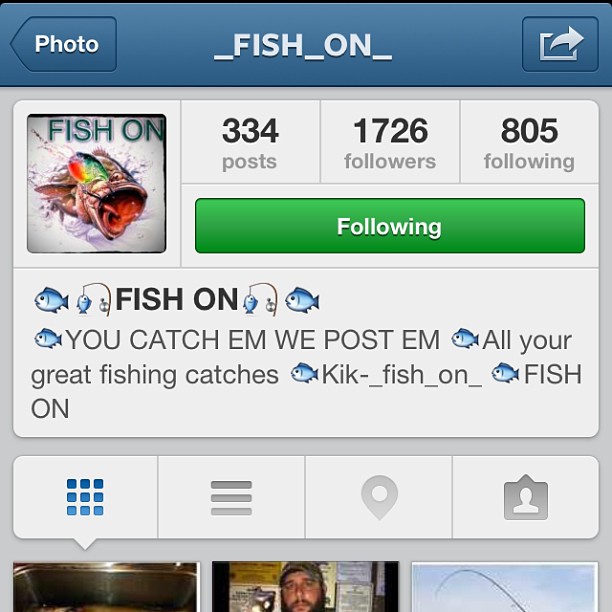 Photo
_FISH_ON_
FISH ON
334
posts
1726
followers
805
following
Following
🐟🎣FISH ON🎣🐟
🐟YOU CATCH EM WE POST EM 🐟All your
great fishing catches 🐟Kik-_fish_on_ 🐟FISH
ON